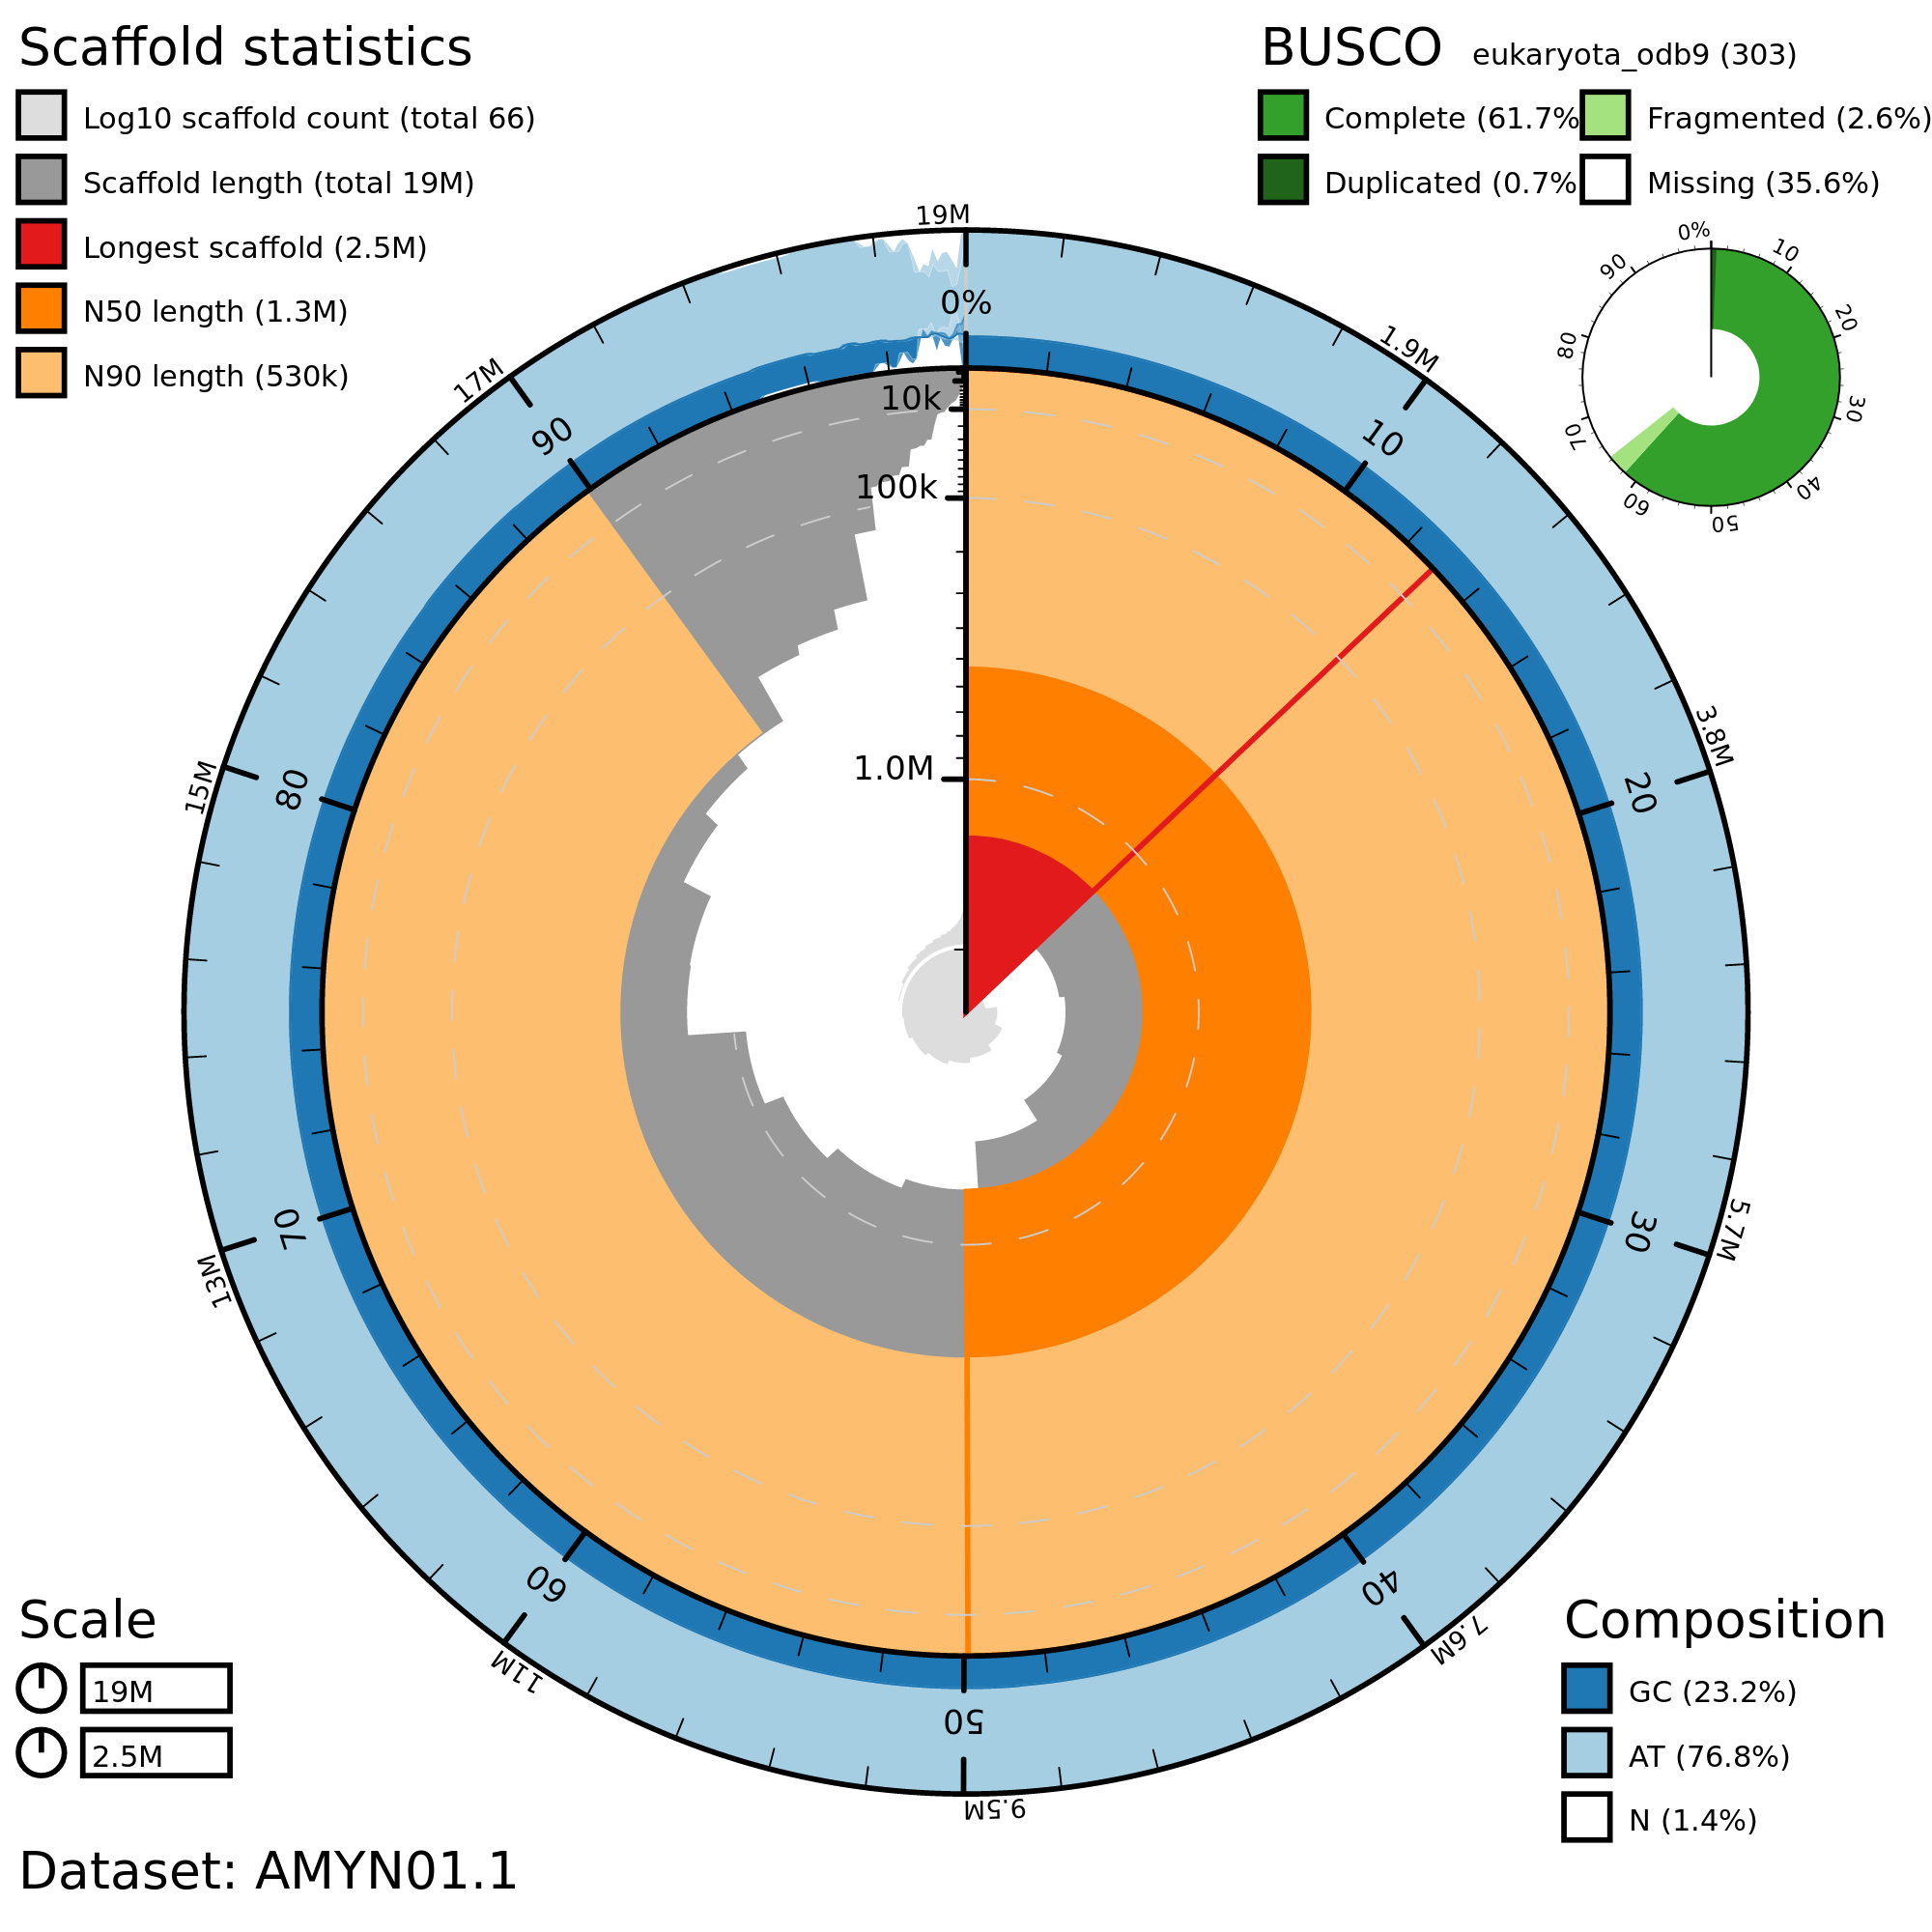 Scaffold statistics
Log10 scaffold count (total 66)
Scaffold length (total 19M)
Longest scaffold (2.5M)
N50 length (1.3M)
N90 length (530k)
BUSCO eukaryota_odb9 (303)
Complete (61.7% Fragmented (2.6%)
Duplicated (0.7% Missing (35.6%)
0%
10
20
30
40
50
60
70
80
90
19M
1.9M
3.8M
5.7M
7.6M
9.5M
11M
13M
15M
17M
0%
10
20
30
40
50
60
70
80
90
10k
100k
1.0M
Scale
19M
2.5M
Composition
GC (23.2%)
AT (76.8%)
N (1.4%)
Dataset: AMYN01.1